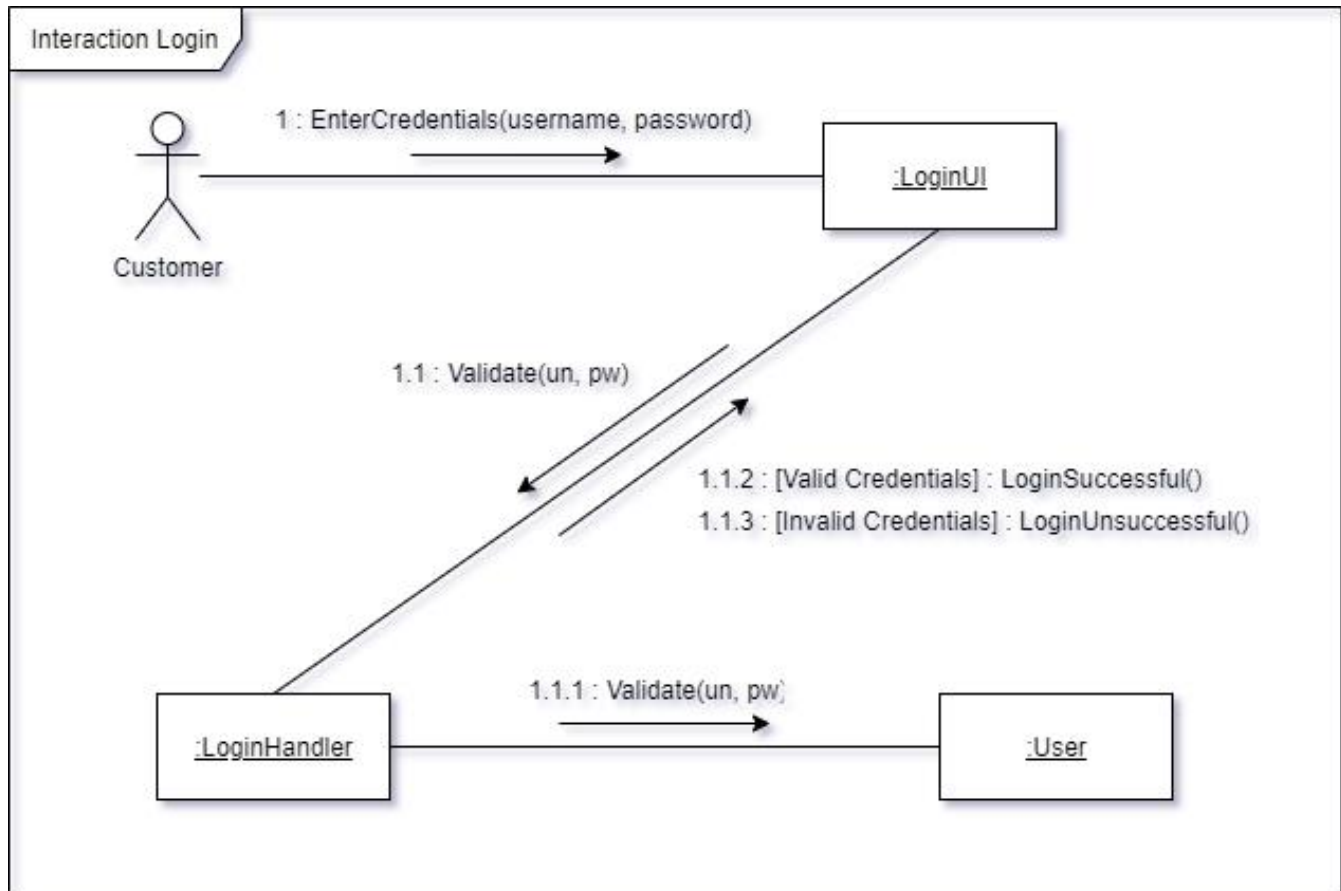 Interaction Login
1 : EnterCredentials(username, password)
:LoginUI
Customer
1.1 : Validate(un, pw)
1.1.2 : [Valid Credentials] : LoginSuccessful()
1.1.3 : [Invalid Credentials] : LoginUnsuccessful()
1.1.1 : Validate(un, pw)
:LoginHandler
:User